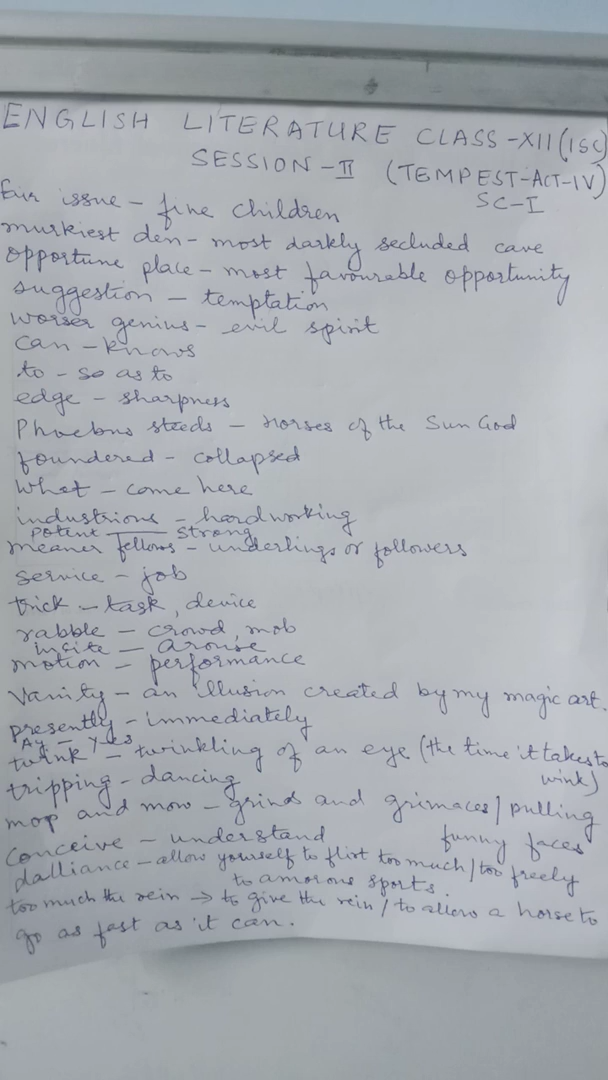 ENGLISH LITERATURE CLASS-XII (ISC)
SESSION-II (TEMPEST-ACT-IV)
SC-I
fair issue - fine children
murkiest den - most darkly secluded cave
opportune place - most favourable opportunity
suggestion - temptation
worser genius - evil spirit
can - knows
to - so as to
edge - sharpness
Phoebus steeds - horses of the Sun God
foundered - collapsed
What - come here
industrious - hardworking
potent - strong
meaner fellows - underlings or followers
service - job
trick - task, device
rabble - crowd, mob
incite - arouse
motion - performance
Vanity - an illusion created by my magic art.
presently - immediately
Ay - yes
twink - twinkling of an eye (the time it takes to
wink)
tripping - dancing
mop and mow - grins and grimaces/pulling
funny faces
Conceive - understand
dalliance - allow yourself to flirt too much/too freely
to amorous sports.
too much the rein → to give the rein / to allow a horse to
go as fast as it can.